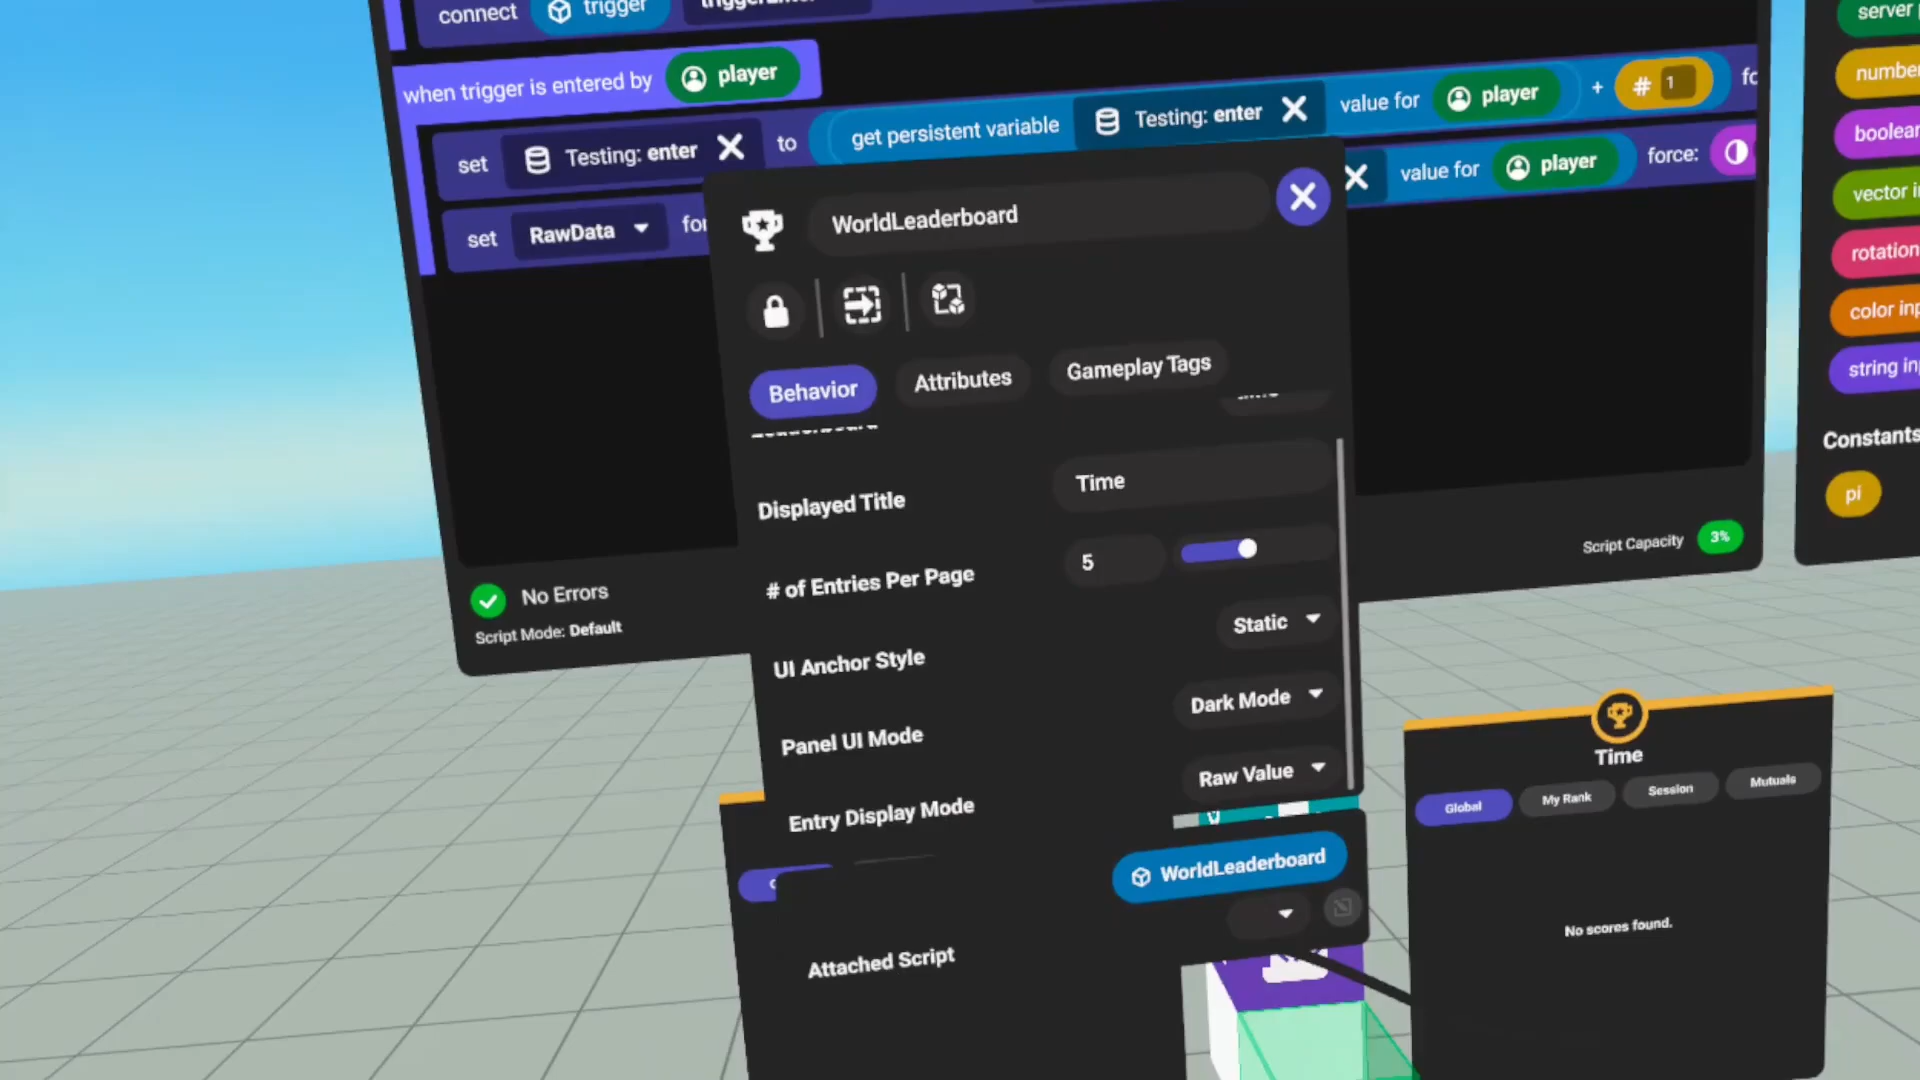 connect trigger
when trigger is entered by player
set Testing: enter to get persistent variable Testing: enter value for player + # 1
set RawData value for player force:
WorldLeaderboard
Behavior Attributes Gameplay Tags
Displayed Title Time
# of Entries Per Page 5
UI Anchor Style Static
Panel UI Mode Dark Mode
Entry Display Mode Raw Value
WorldLeaderboard
Attached Script
No Errors
Script Mode: Default
Script Capacity 3%
server
number
boolean
vector
rotation
color
string
Constants
pi
Time
Global My Rank Session Mutuals
No scores found.